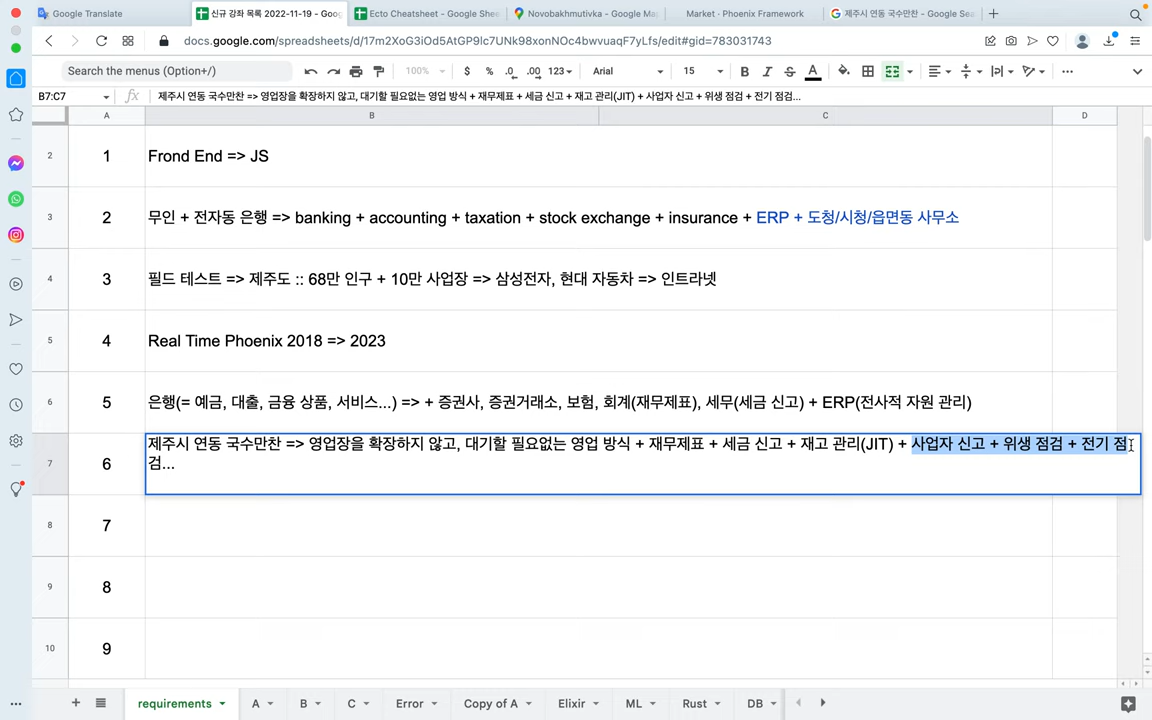 Google Translate
신규 강좌 목록 2022-11-19 - Goog
Ecto Cheatsheet - Google Shee
Novobakhmutivka - Google Ma
Market · Phoenix Framework
제주시 연동 국수만찬 - Google Sea
docs.google.com/spreadsheets/d/17m2XoG3iOd5AtGP9lc7UNk98xonNOc4bwvuaqF7yLfs/edit#gid=783031743
Search the menus (Option+/)
100%
$ % .0 .00 123
Arial
15
B I S A
B7:C7
fx
제주시 연동 국수만찬 => 영업장을 확장하지 않고, 대기할 필요없는 영업 방식 + 재무제표 + 세금 신고 + 재고 관리(JIT) + 사업자 신고 + 위생 점검 + 전기 점검...
A B C D
2 1 Frond End => JS
3 2 무인 + 전자동 은행 => banking + accounting + taxation + stock exchange + insurance + ERP + 도청/시청/읍면동 사무소
4 3 필드 테스트 => 제주도 :: 68만 인구 + 10만 사업장 => 삼성전자, 현대 자동차 => 인트라넷
5 4 Real Time Phoenix 2018 => 2023
6 5 은행(= 예금, 대출, 금융 상품, 서비스...) => + 증권사, 증권거래소, 보험, 회계(재무제표), 세무(세금 신고) + ERP(전사적 자원 관리)
7 6 제주시 연동 국수만찬 => 영업장을 확장하지 않고, 대기할 필요없는 영업 방식 + 재무제표 + 세금 신고 + 재고 관리(JIT) + 사업자 신고 + 위생 점검 + 전기 점
검...
8 7
9 8
10 9
requirements A B C Error Copy of A Elixir ML Rust DB